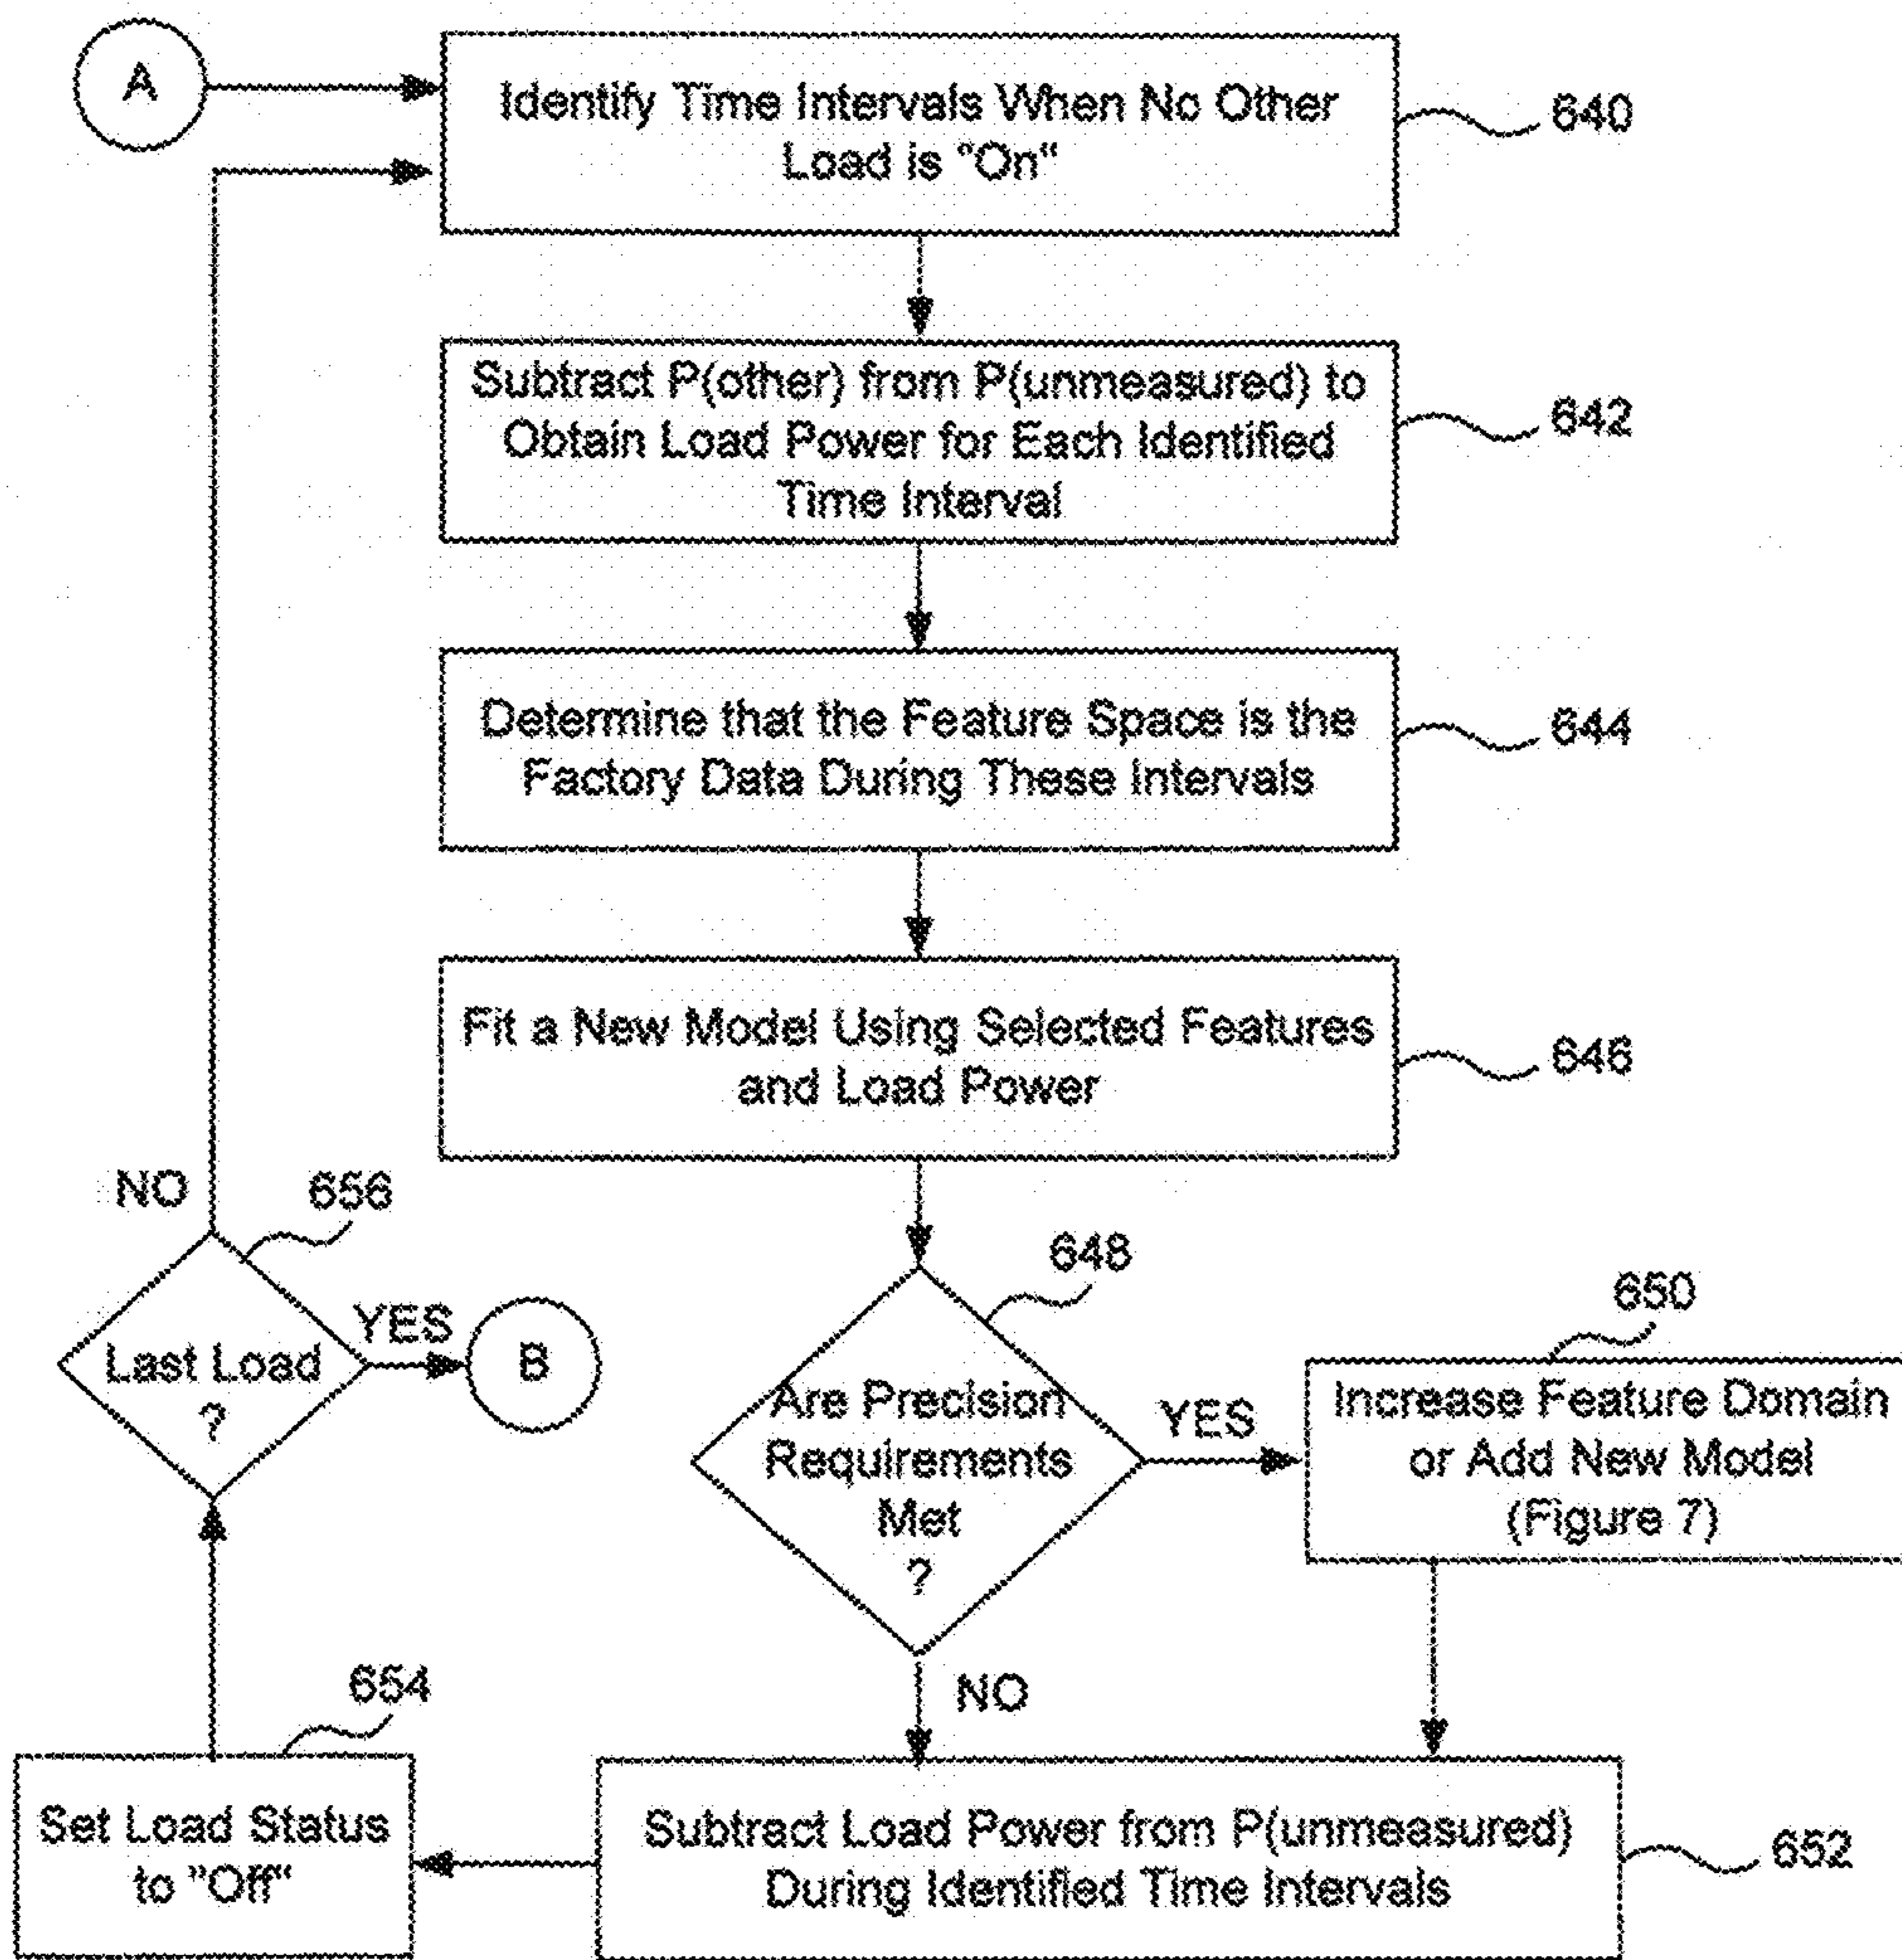 A
Identify Time Intervals When No Other
Load is "On"
640
Subtract P(other) from P(unmeasured) to
Obtain Load Power for Each Identified
Time Interval
642
Determine that the Feature Space is the
Factory Data During These Intervals
644
Fit a New Model Using Selected Features
and Load Power
646
NO
656
Last Load
?
YES
B
648
Are Precision
Requirements
Met
?
YES
NO
650
Increase Feature Domain
or Add New Model
(Figure 7)
654
Set Load Status
to "Off"
Subtract Load Power from P(unmeasured)
During Identified Time Intervals
652